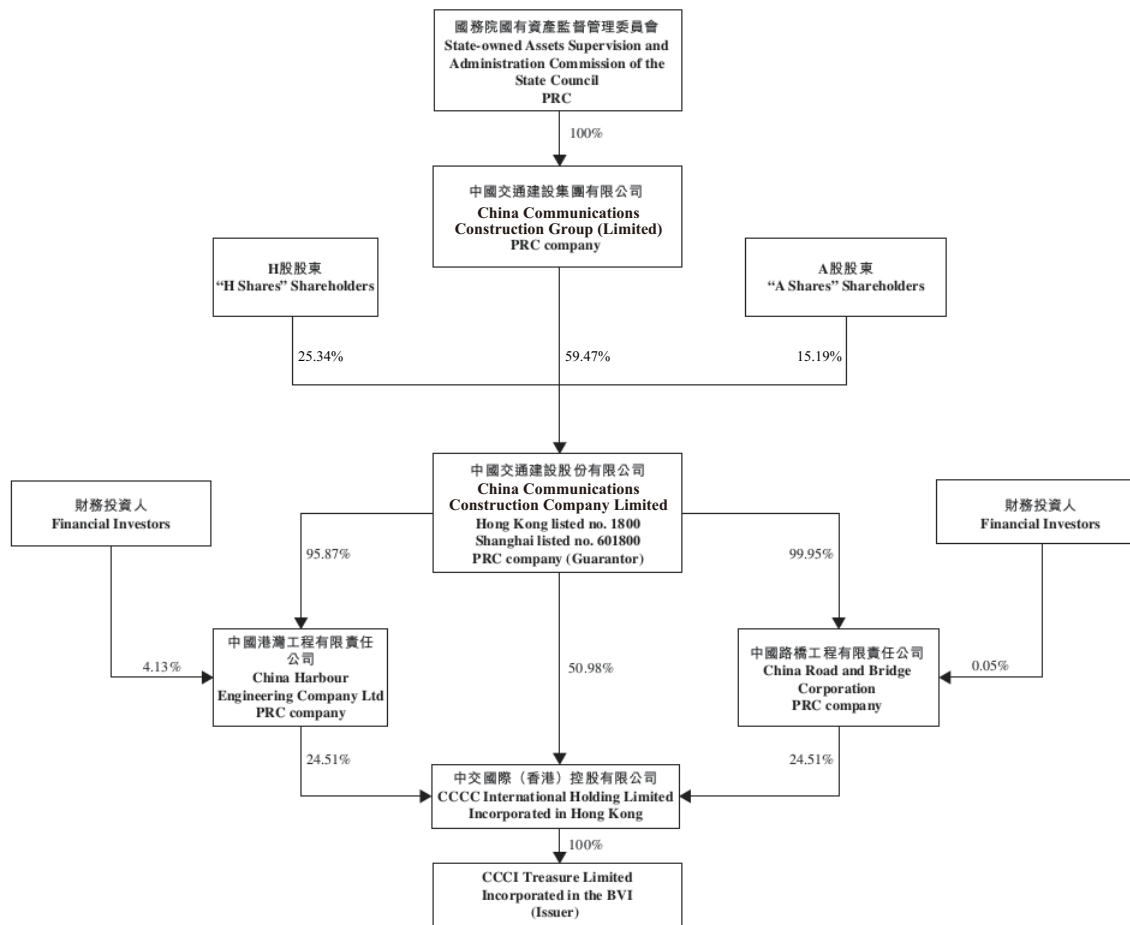 國務院國有資產監督管理委員會
State-owned Assets Supervision and
Administration Commission of the
State Council
PRC
100%
中國交通建設集團有限公司
China Communications
Construction Group (Limited)
PRC company
H股股東
“H Shares” Shareholders
A股股東
“A Shares” Shareholders
25.34%
59.47%
15.19%
中國交通建設股份有限公司
China Communications
Construction Company Limited
Hong Kong listed no. 1800
Shanghai listed no. 601800
PRC company (Guarantor)
財務投資人
Financial Investors
財務投資人
Financial Investors
95.87%
99.95%
中國港灣工程有限責任
公司
China Harbour
Engineering Company Ltd
PRC company
4.13%
50.98%
中國路橋工程有限責任公司
China Road and Bridge
Corporation
PRC company
0.05%
24.51%
24.51%
中交國際（香港）控股有限公司
CCCC International Holding Limited
Incorporated in Hong Kong
100%
CCCI Treasure Limited
Incorporated in the BVI
(Issuer)